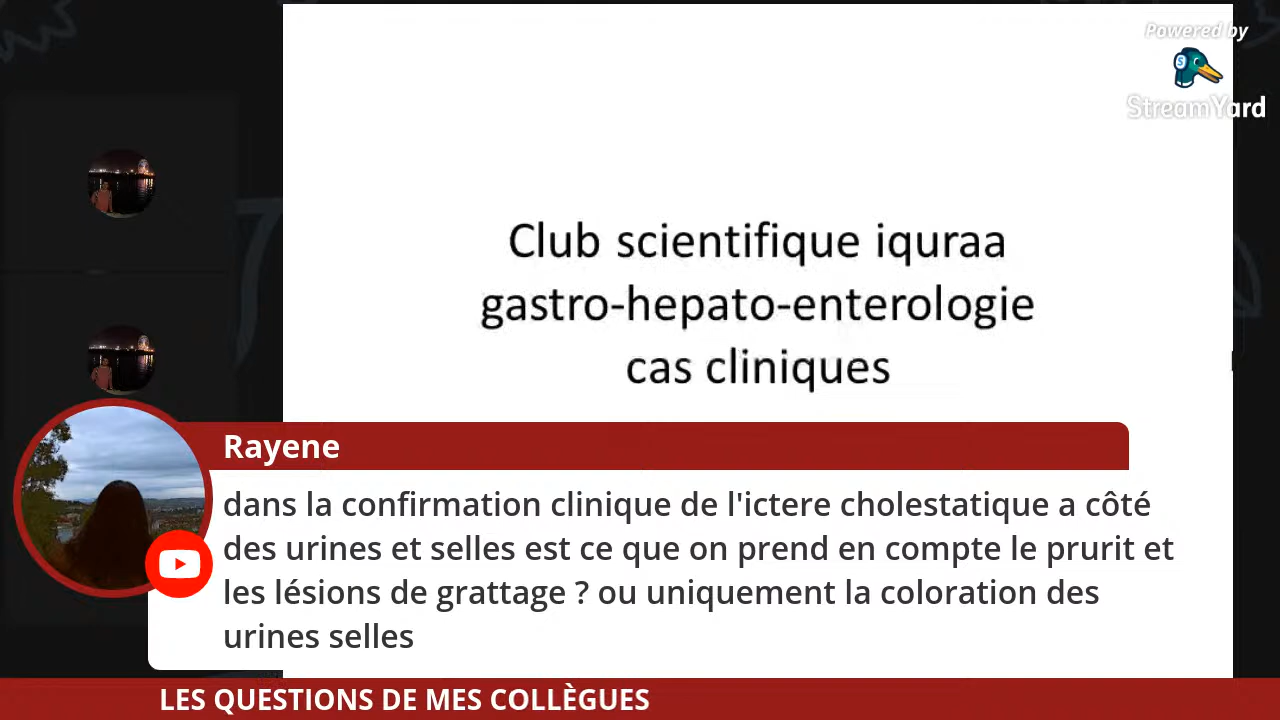 Powered by
StreamYard
Club scientifique iquraa
gastro-hepato-enterologie
cas cliniques
Rayene
dans la confirmation clinique de l'ictere cholestatique a côté
des urines et selles est ce que on prend en compte le prurit et
les lésions de grattage ? ou uniquement la coloration des
urines selles
LES QUESTIONS DE MES COLLÈGUES